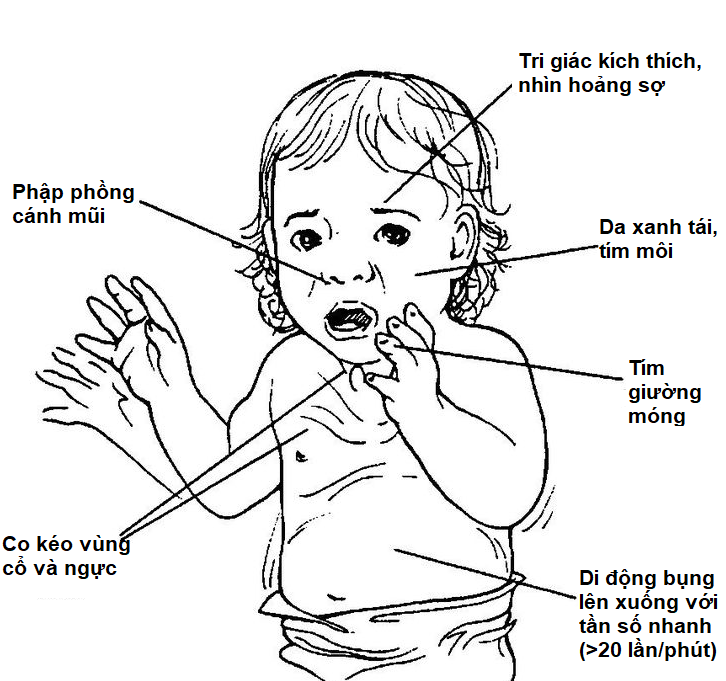 Tri giác kích thích,
nhìn hoảng sợ
Phập phồng
cánh mũi
Da xanh tái,
tím môi
Tím
giường
móng
Co kéo vùng
cổ và ngực
Di động bụng
lên xuống với
tần số nhanh
(>20 lần/phút)